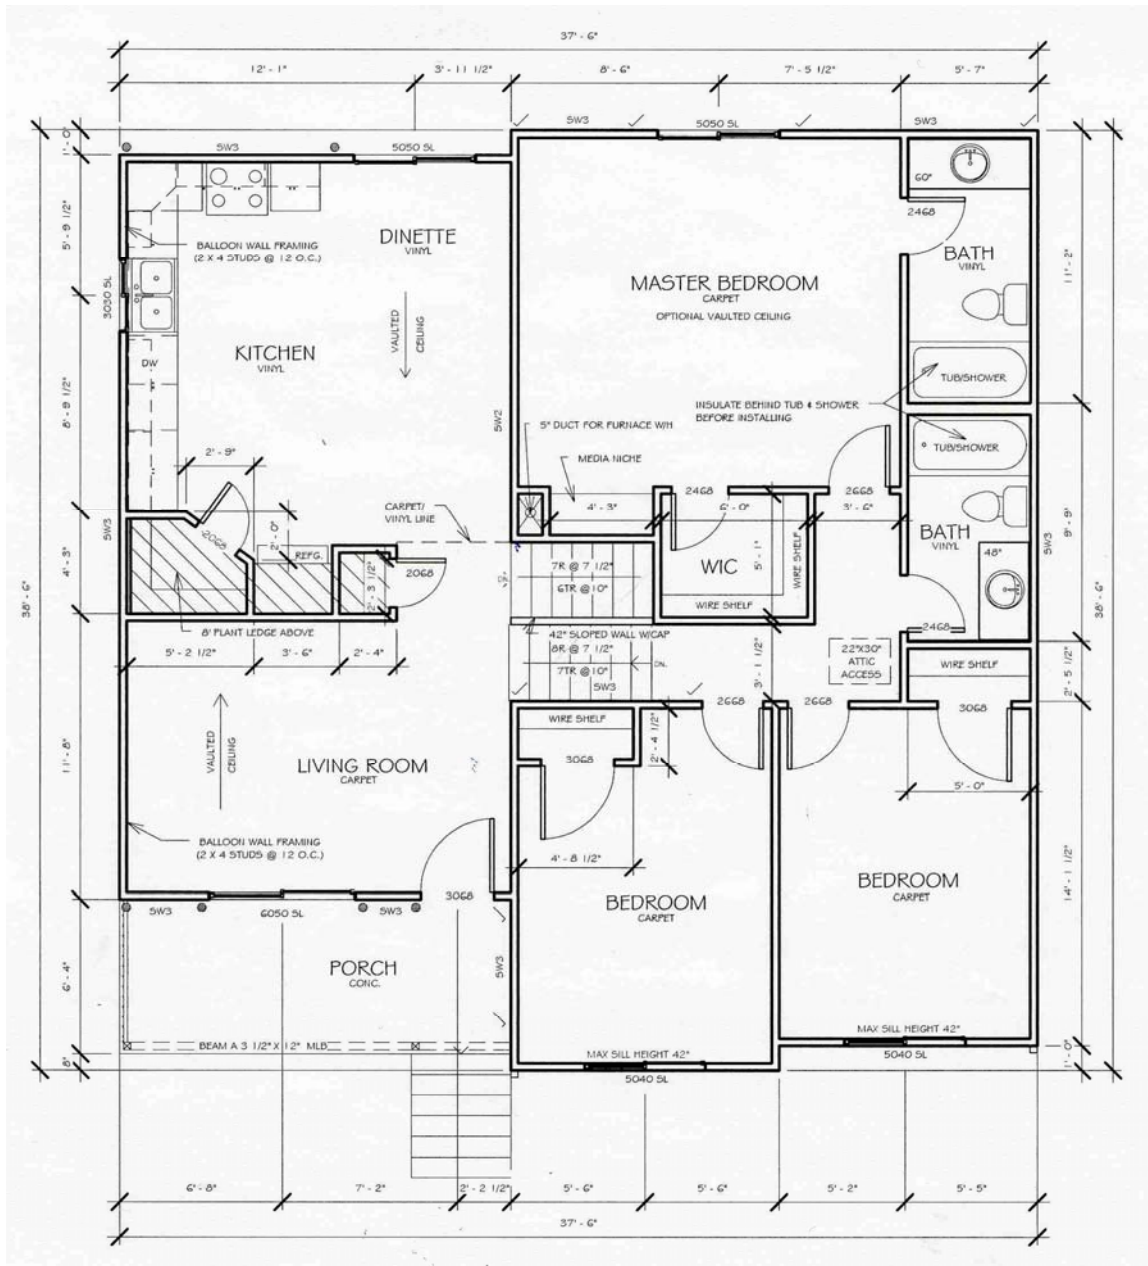 37' - 6"
12' - 1"
3' - 11 1/2"
8' - 6"
7' - 5 1/2"
5' - 7"
SW3
5050 SL
SW3
5050 SL
SW3
1' - 0"
5' - 9 1/2"
3030 SL
8' - 9 1/2"
SW3
4' - 3"
38' - 6"
11' - 8"
6' - 4"
8"
60"
2468
BATH
VINYL
TUB/SHOWER
11' - 2"
BALLOON WALL FRAMING
(2 X 4 STUDS @ 12 O.C.)
DINETTE
VINYL
VAULTED
CEILING
KITCHEN
VINYL
DW
MASTER BEDROOM
CARPET
OPTIONAL VAULTED CEILING
INSULATE BEHIND TUB & SHOWER
BEFORE INSTALLING
SW2
5" DUCT FOR FURNACE W/H
MEDIA NICHE
TUB/SHOWER
2' - 9"
2068
2' - 0"
CARPET/
VINYL LINE
REFG.
2' - 3 1/2"
2068
4' - 3"
2468
6' - 0"
2668
3' - 6"
5' - 1"
WIC
WIRE SHELF
WIRE SHELF
BATH
VINYL
48"
2468
9' - 9"
SW3
38' - 6"
7R @ 7 1/2"
6TR @ 10"
42" SLOPED WALL W/CAP
8R @ 7 1/2"
7TR @ 10"
DN.
SW3
3' - 1 1/2"
22"X30"
ATTIC
ACCESS
WIRE SHELF
3068
2' - 5 1/2"
8' PLANT LEDGE ABOVE
5' - 2 1/2"
3' - 6"
2' - 4"
VAULTED
CEILING
LIVING ROOM
CARPET
BALLOON WALL FRAMING
(2 X 4 STUDS @ 12 O.C.)
WIRE SHELF
3068
2' - 4 1/2"
2668
2668
5' - 0"
4' - 8 1/2"
BEDROOM
CARPET
BEDROOM
CARPET
14' - 1 1/2"
SW3
6050 SL
SW3
3068
SW3
PORCH
CONC.
BEAM A 3 1/2" X 12" MLB
MAX SILL HEIGHT 42"
5040 SL
MAX SILL HEIGHT 42"
5040 SL
1' - 0"
6' - 8"
7' - 2"
2' - 2 1/2"
5' - 6"
5' - 6"
5' - 2"
5' - 5"
37' - 6"